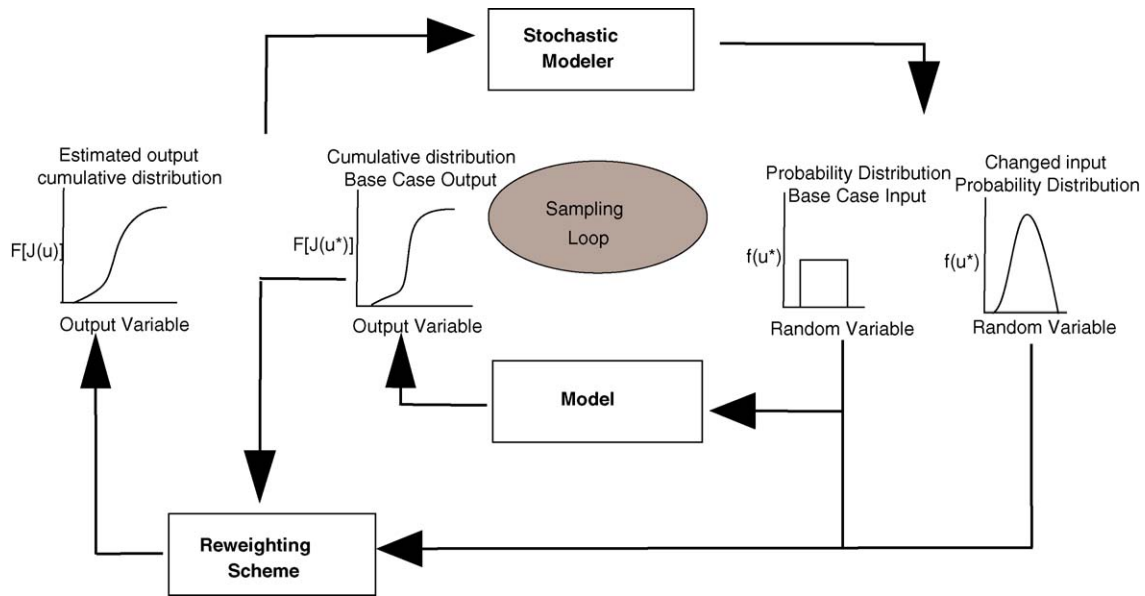 Stochastic
Modeler
Estimated output
cumulative distribution
F[J(u)]
Output Variable
Cumulative distribution
Base Case Output
F[J(u*)]
Output Variable
Sampling
Loop
Probability Distribution
Base Case Input
f(u*)
Random Variable
Changed input
Probability Distribution
f(u*)
Random Variable
Model
Reweighting
Scheme